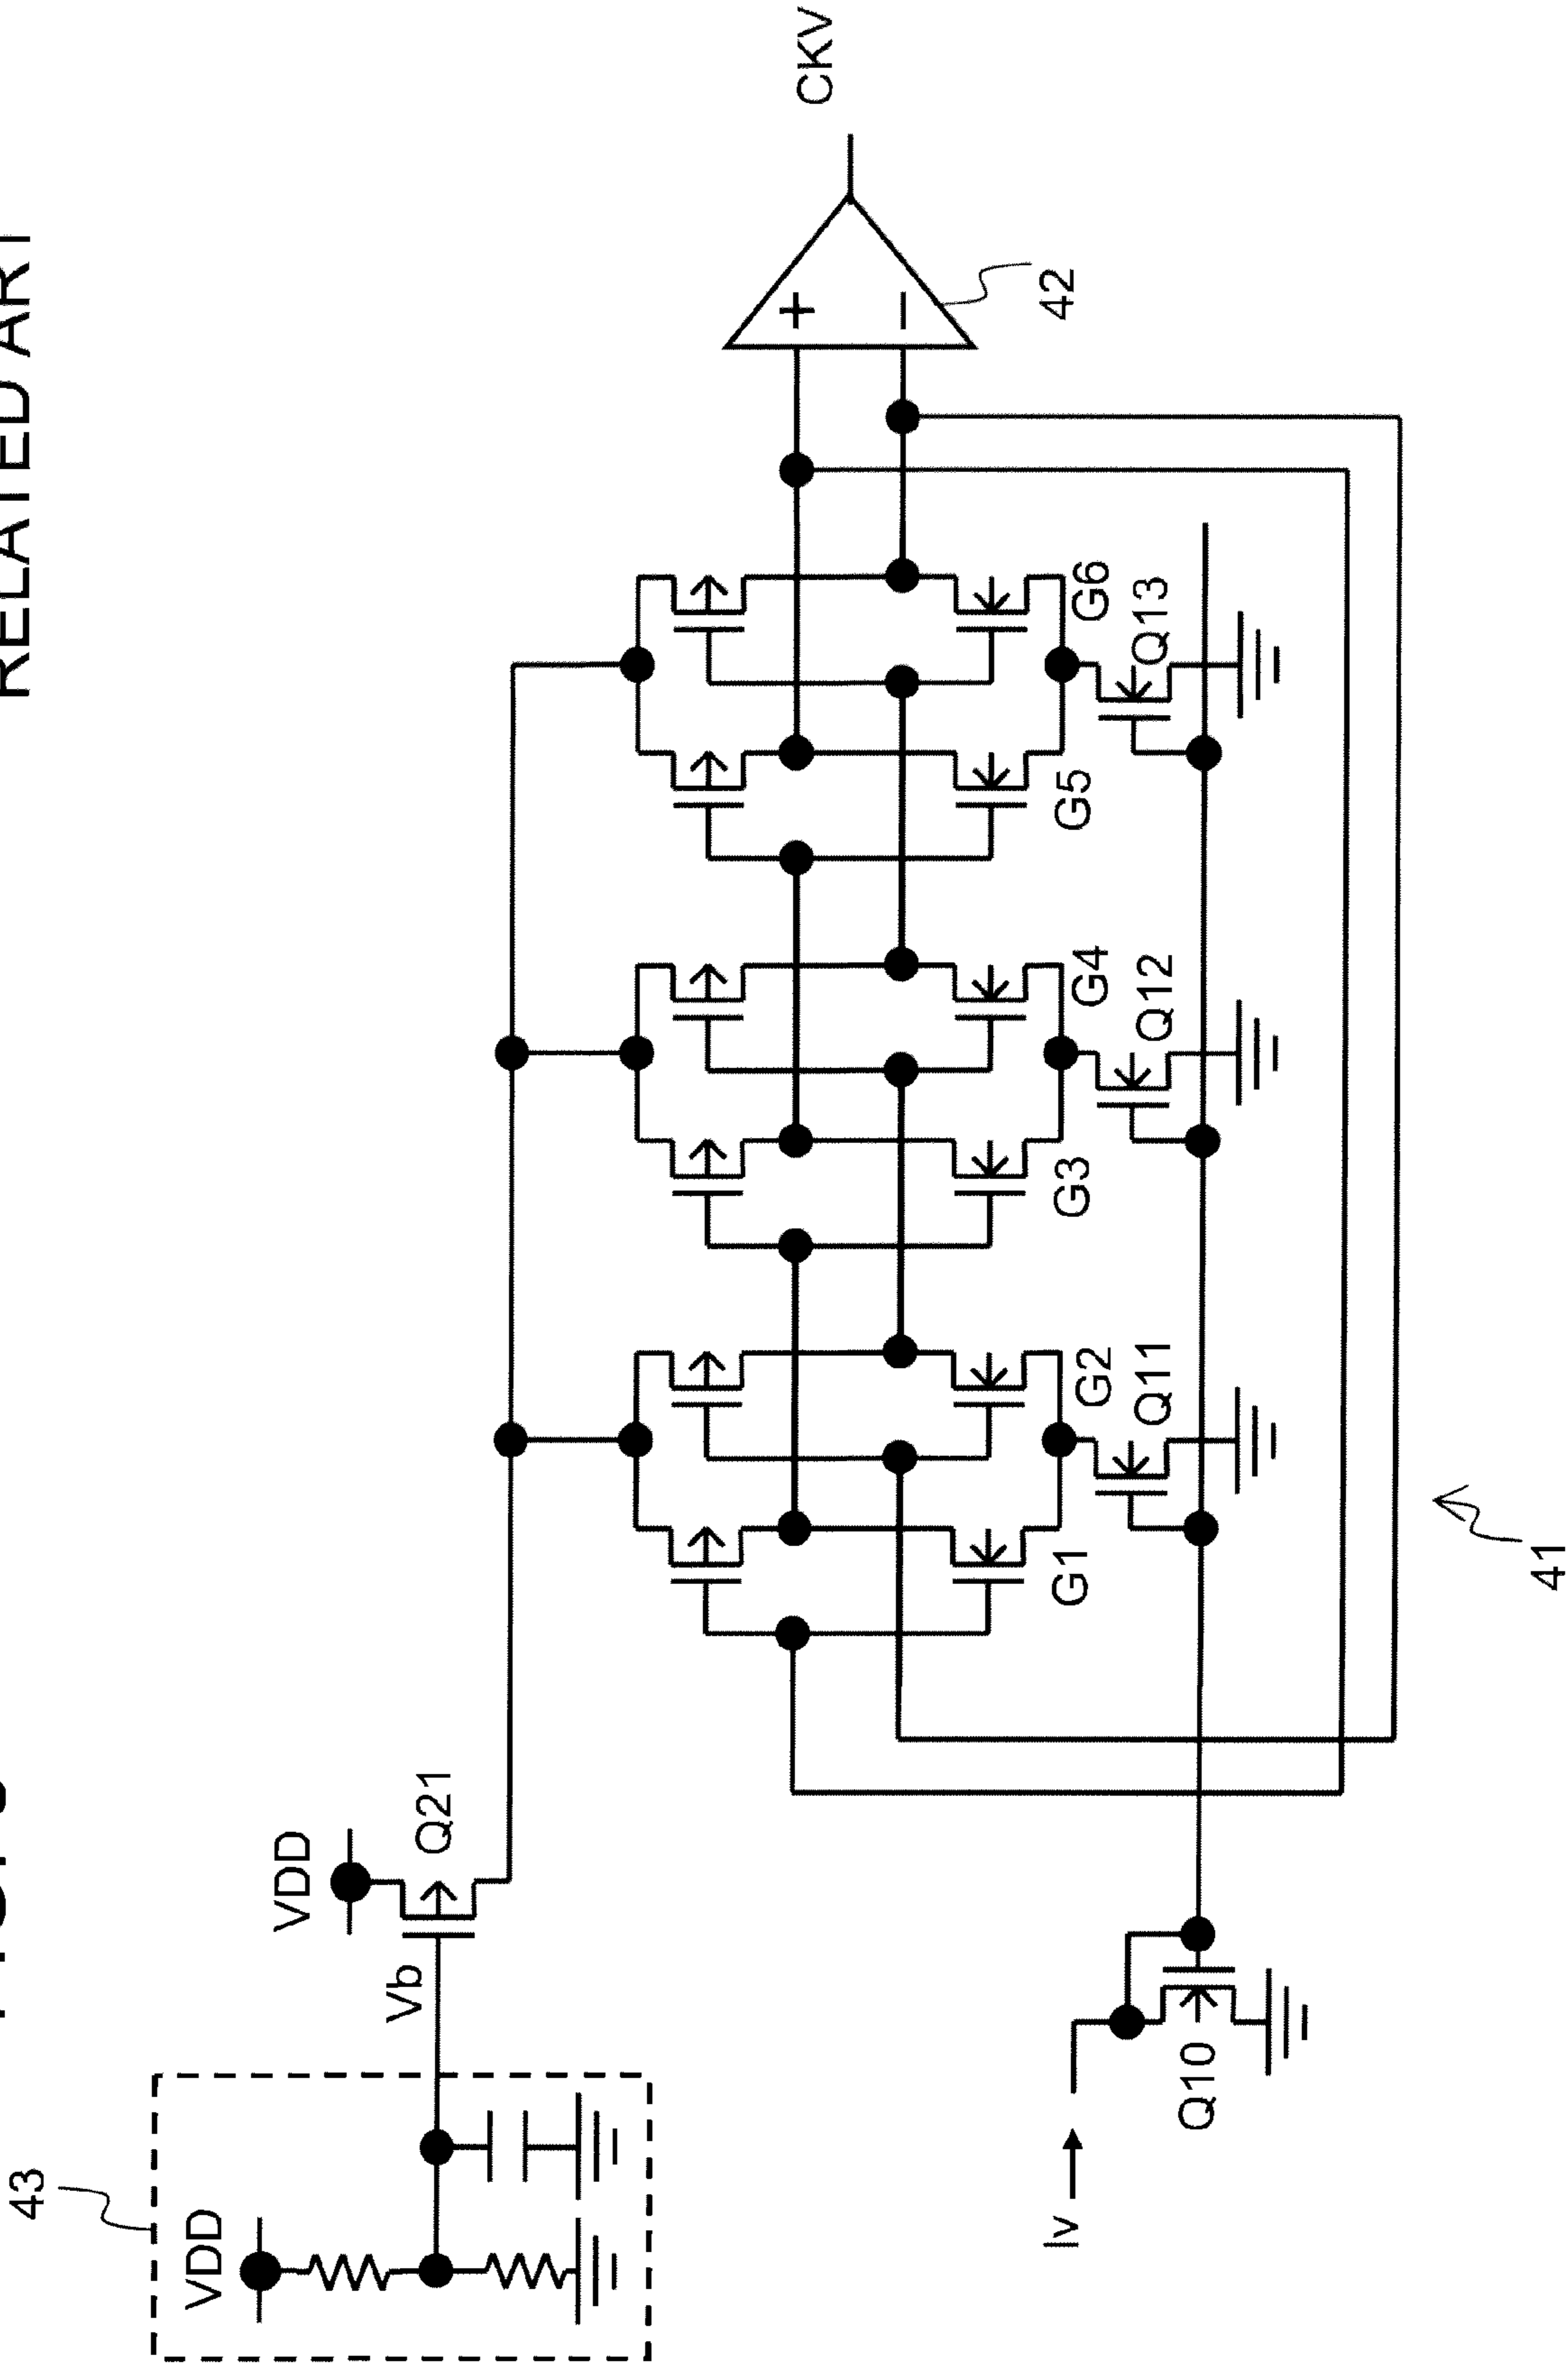 RELATED ART
43
VDD
VDD
Vb
Q21
CKV
+
−
42
G1
G2
G3
G4
G5
G6
Q11
Q12
Q13
Iv
Q10
41